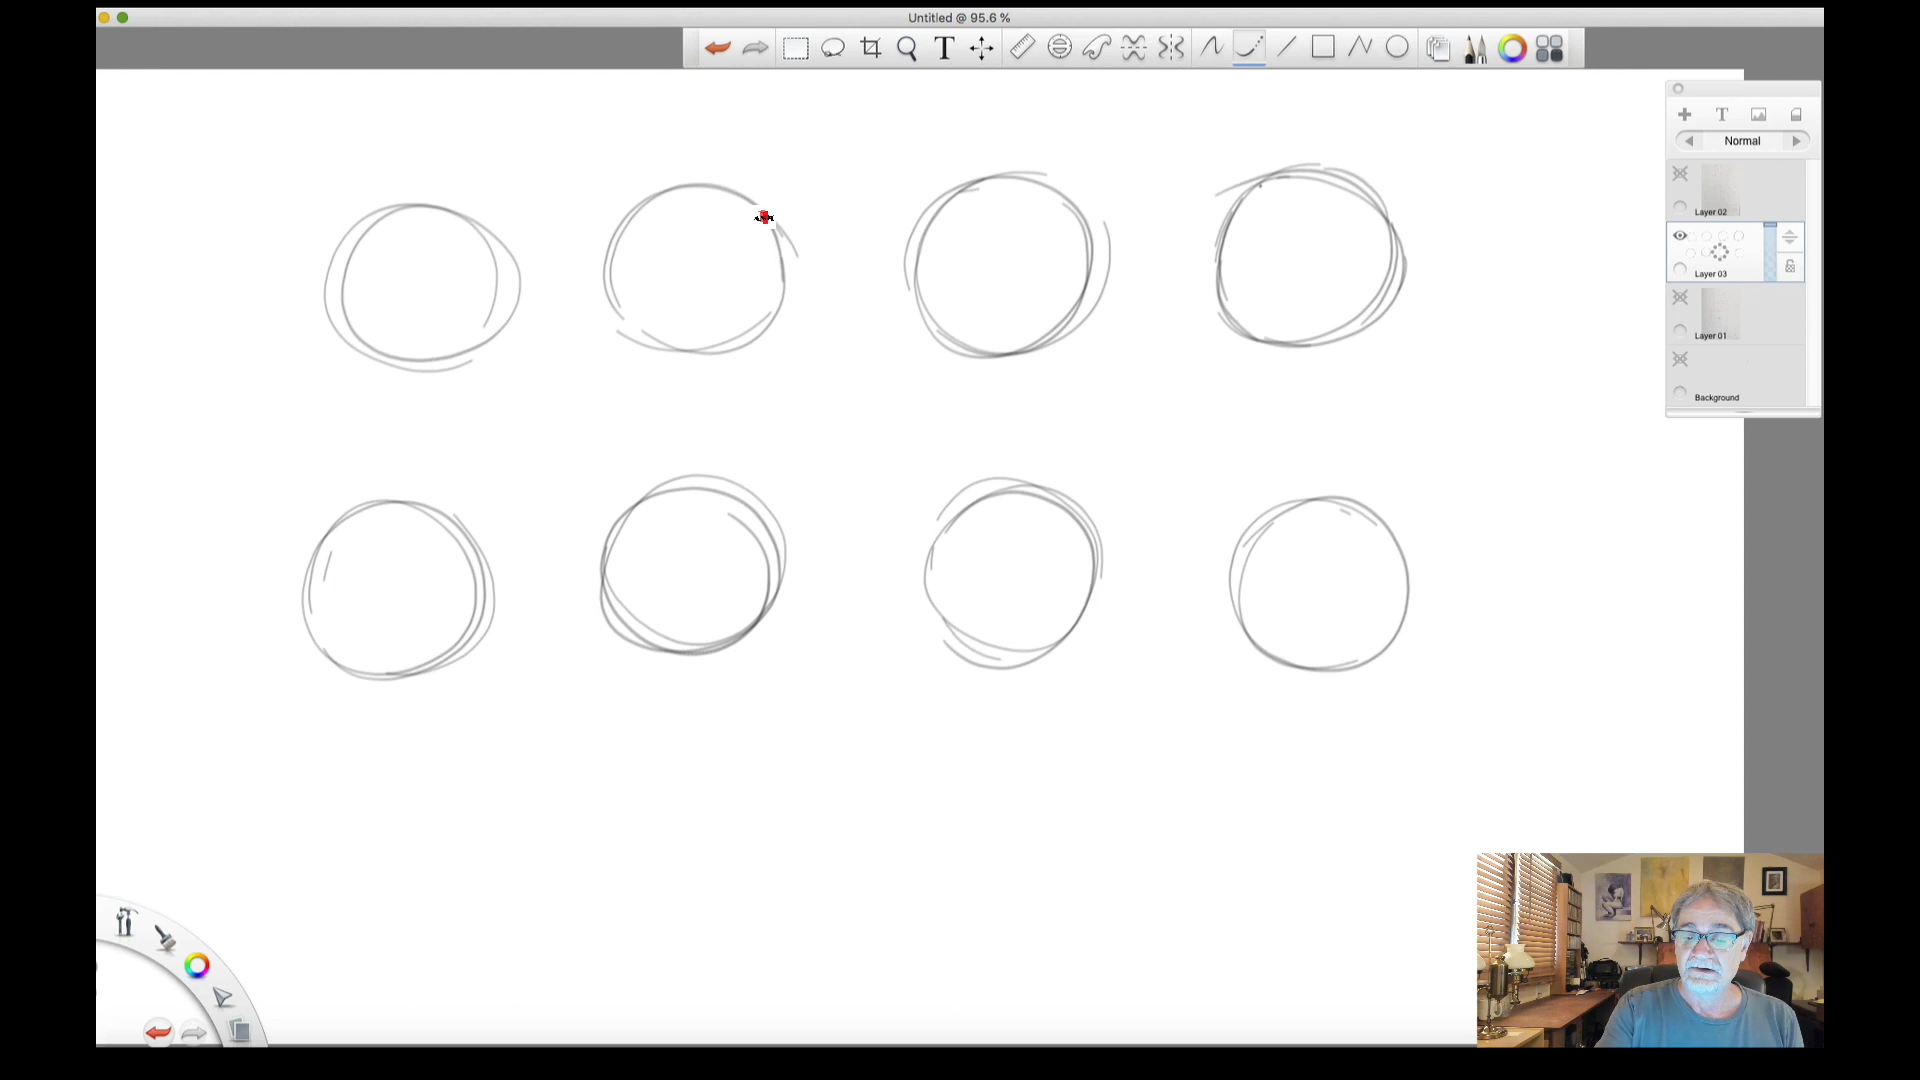 Untitled @ 95.6 %
T
T
Normal
Layer 02
Layer 03
Layer 01
Background